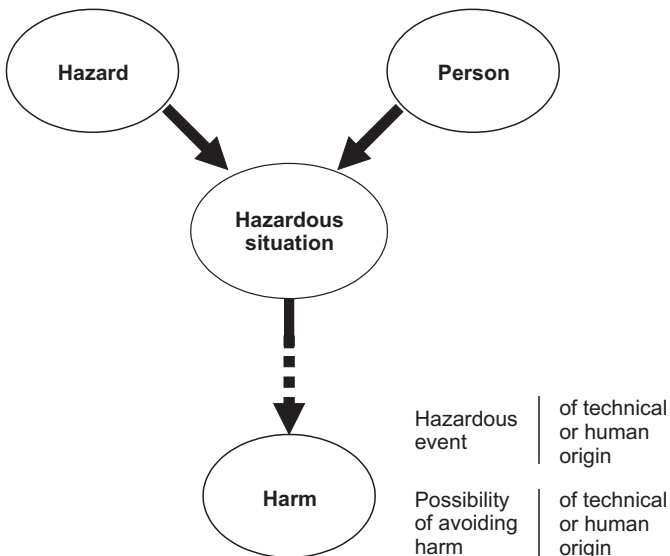 Hazard
Person
Hazardous
situation
Hazardous
event
of technical
or human
origin
Harm
Possibility
of avoiding
harm
of technical
or human
origin